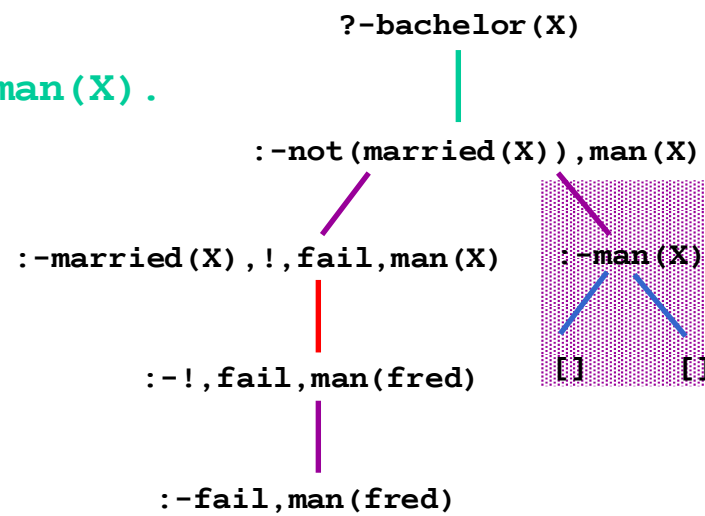 ?-bachelor(X)
man(X).
:-not(married(X)),man(X)
:-married(X),!,fail,man(X)
:-man(X)
:-!,fail,man(fred)
[]
[]
:-fail,man(fred)